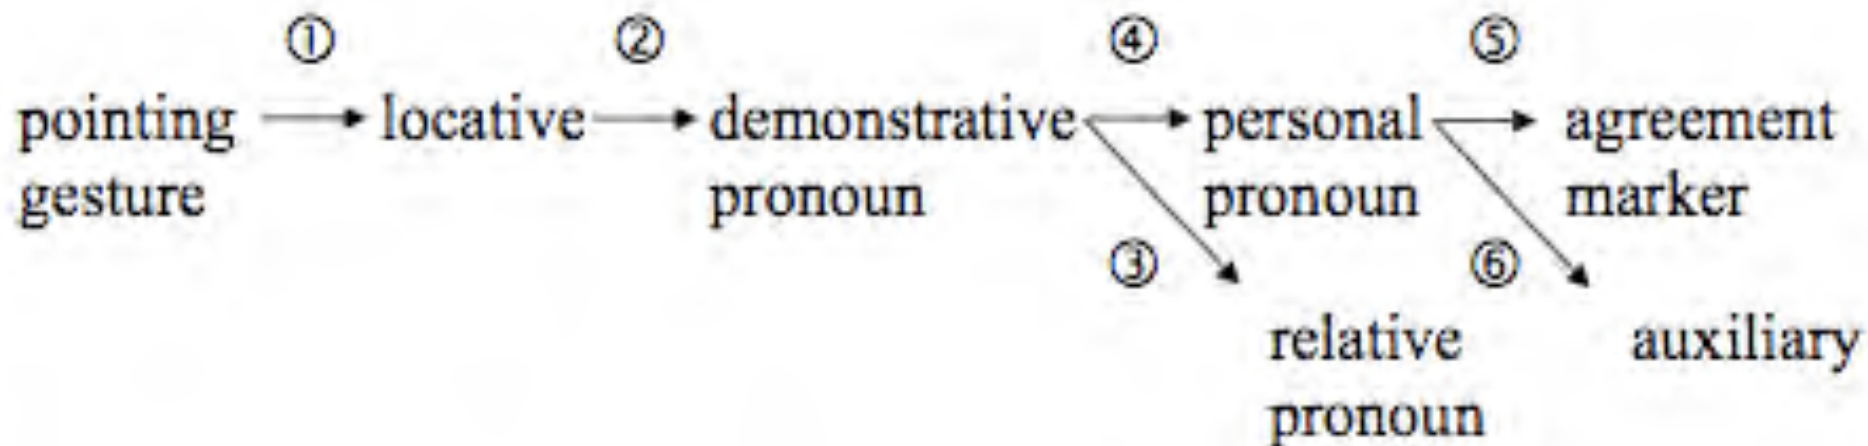 ① ② ④ ⑤
pointing locative demonstrative personal agreement
gesture pronoun pronoun marker
③ ⑥
relative auxiliary
pronoun